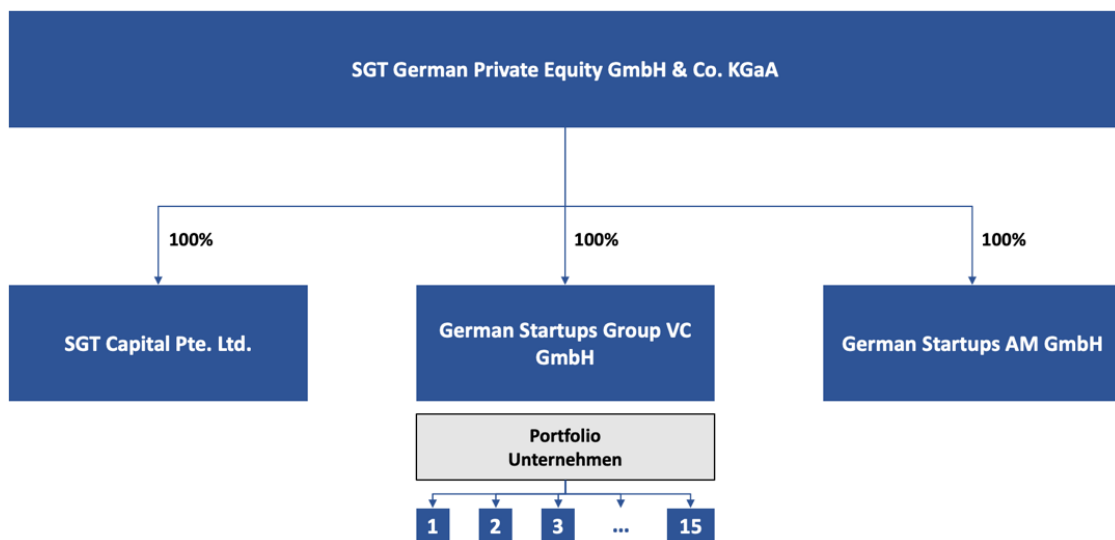 SGT German Private Equity GmbH & Co. KGaA
100%
100%
100%
SGT Capital Pte. Ltd.
German Startups Group VC
GmbH
German Startups AM GmbH
Portfolio
Unternehmen
1
2
3
...
15